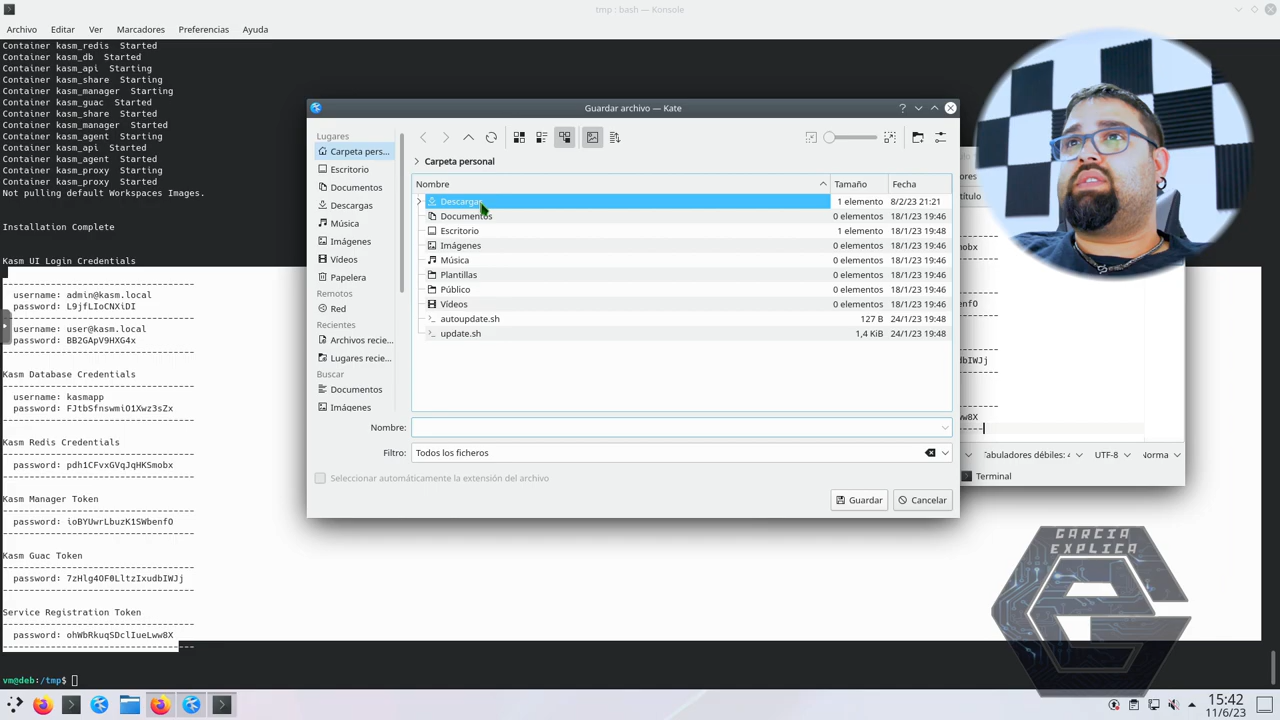 tmp : bash — Konsole
Archivo Editar Ver Marcadores Preferencias Ayuda
Container kasm_redis Started
Container kasm_db Started
Container kasm_api Starting
Container kasm_share Starting
Container kasm_manager Starting
Container kasm_guac Started
Container kasm_share Started
Container kasm_manager Started
Container kasm_agent Starting
Container kasm_api Started
Container kasm_agent Started
Container kasm_proxy Started
Container kasm_proxy Started
Not pulling default Workspaces Images.
Installation Complete
Kasm UI Login Credentials
----------------------------------
username: admin@kasm.local
password: L9jfLIoCNXiDI
----------------------------------
username: user@kasm.local
password: BB2GApV9HXG4x
----------------------------------
Kasm Database Credentials
----------------------------------
username: kasmapp
password: FJtbSfnswmiO1Xwz3sZx
----------------------------------
Kasm Redis Credentials
----------------------------------
password: pdh1CFvxGVqJqHKSmobx
----------------------------------
Kasm Manager Token
----------------------------------
password: ioBYUwrLbuzK1SWbenfO
----------------------------------
Kasm Guac Token
----------------------------------
password: 7zHlg4OF0LltzIxudbIWJj
----------------------------------
Service Registration Token
----------------------------------
password: ohWbRkuqSDclIueLww8X
----------------------------------
vm@deb:/tmp$
Guardar archivo — Kate
Lugares
Carpeta pers...
Escritorio
Documentos
Descargas
Música
Imágenes
Vídeos
Papelera
Remotos
Red
Recientes
Archivos recie...
Lugares recie...
Buscar
Documentos
Imágenes
Carpeta personal
Nombre Tamaño Fecha
Descargas 1 elemento 8/2/23 21:21
Documentos 0 elementos 18/1/23 19:46
Escritorio 1 elemento 18/1/23 19:48
Imágenes 0 elementos 18/1/23 19:46
Música 0 elementos 18/1/23 19:46
Plantillas 0 elementos 18/1/23 19:46
Público 0 elementos 18/1/23 19:46
Vídeos 0 elementos 18/1/23 19:46
autoupdate.sh 127 B 24/1/23 19:48
update.sh 1,4 KiB 24/1/23 19:48
Nombre:
Filtro: Todos los ficheros
Seleccionar automáticamente la extensión del archivo
Guardar Cancelar
ores
título
obx
nfO
dbIWJj
ww8X
Tabuladores débiles: 4 UTF-8 Norma
Terminal
GARCIA
EXPLICA
15:42
11/6/23